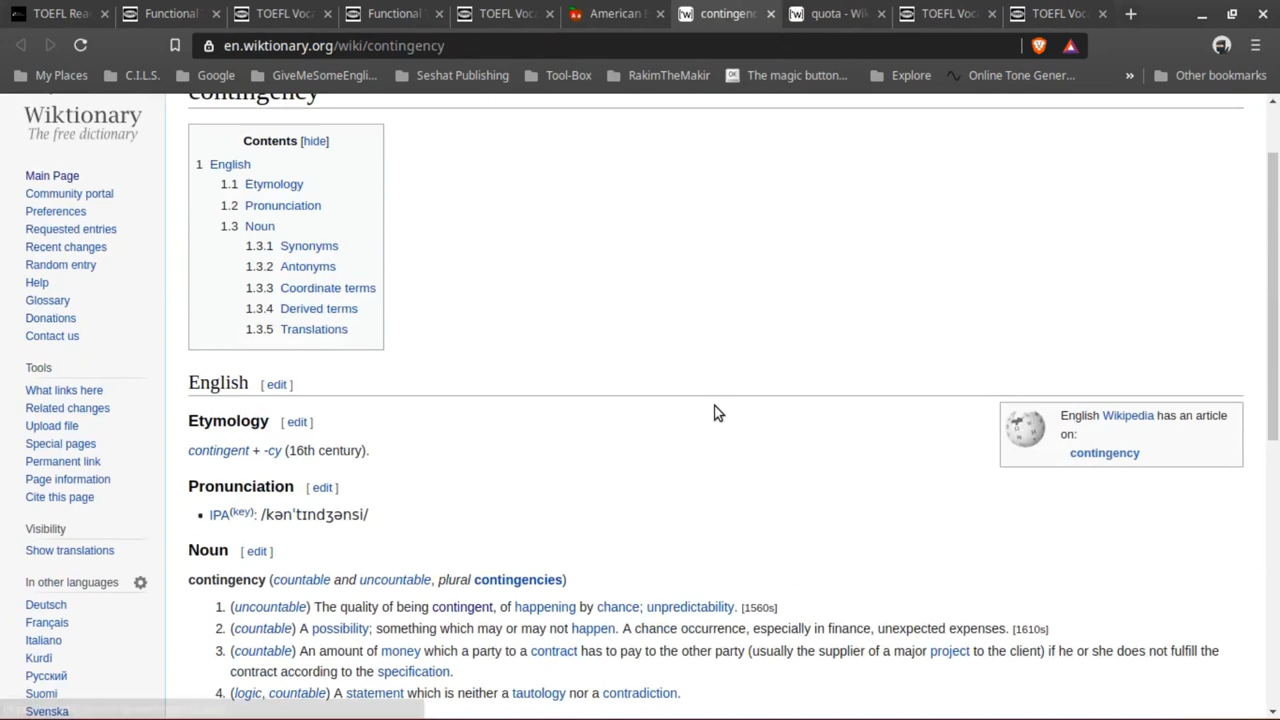 TOEFL Rea
Functional
TOEFL Voc
Functional T
TOEFL Voc
American
contingenc
quota - Wik
TOEFL Voc
TOEFL Voc
en.wiktionary.org/wiki/contingency
My Places
C.I.L.S.
Google
GiveMeSomeEngli...
Seshat Publishing
Tool-Box
RakimTheMakir
OK
The magic button...
Explore
Online Tone Gener...
»
Other bookmarks
Wiktionary
The free dictionary
Main Page
Community portal
Preferences
Requested entries
Recent changes
Random entry
Help
Glossary
Donations
Contact us
Tools
What links here
Related changes
Upload file
Special pages
Permanent link
Page information
Cite this page
Visibility
Show translations
In other languages
Deutsch
Français
Italiano
Kurdî
Русский
Suomi
Svenska
contingency
Contents [hide]
1 English
1.1 Etymology
1.2 Pronunciation
1.3 Noun
1.3.1 Synonyms
1.3.2 Antonyms
1.3.3 Coordinate terms
1.3.4 Derived terms
1.3.5 Translations
English [ edit ]
Etymology [ edit ]
contingent + -cy (16th century).
English Wikipedia has an article
on:
contingency
Pronunciation [ edit ]
• IPA(key): /kənˈtɪndʒənsi/
Noun [ edit ]
contingency (countable and uncountable, plural contingencies)
1. (uncountable) The quality of being contingent, of happening by chance; unpredictability. [1560s]
2. (countable) A possibility; something which may or may not happen. A chance occurrence, especially in finance, unexpected expenses. [1610s]
3. (countable) An amount of money which a party to a contract has to pay to the other party (usually the supplier of a major project to the client) if he or she does not fulfill the
contract according to the specification.
4. (logic, countable) A statement which is neither a tautology nor a contradiction.